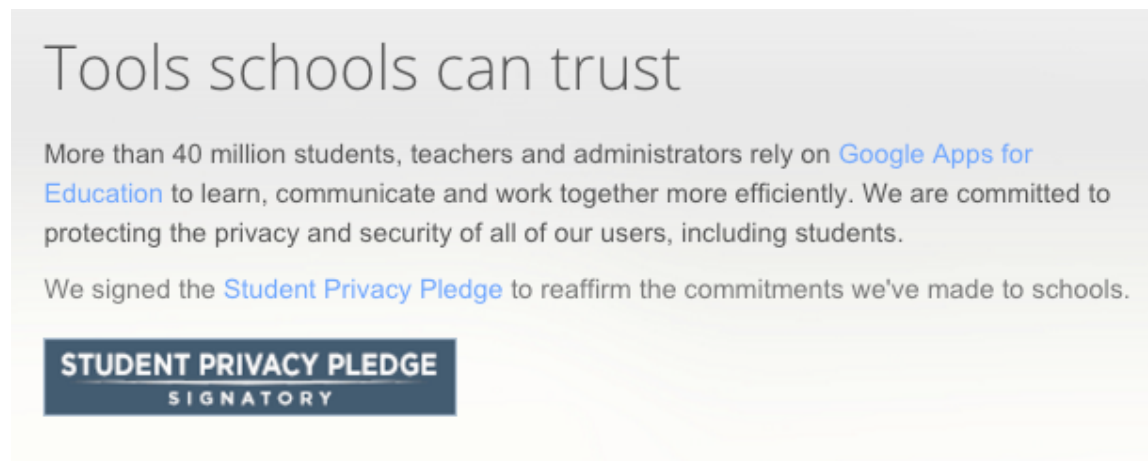 Tools schools can trust
More than 40 million students, teachers and administrators rely on Google Apps for
Education to learn, communicate and work together more efficiently. We are committed to
protecting the privacy and security of all of our users, including students.
We signed the Student Privacy Pledge to reaffirm the commitments we've made to schools.
STUDENT PRIVACY PLEDGE
SIGNATORY